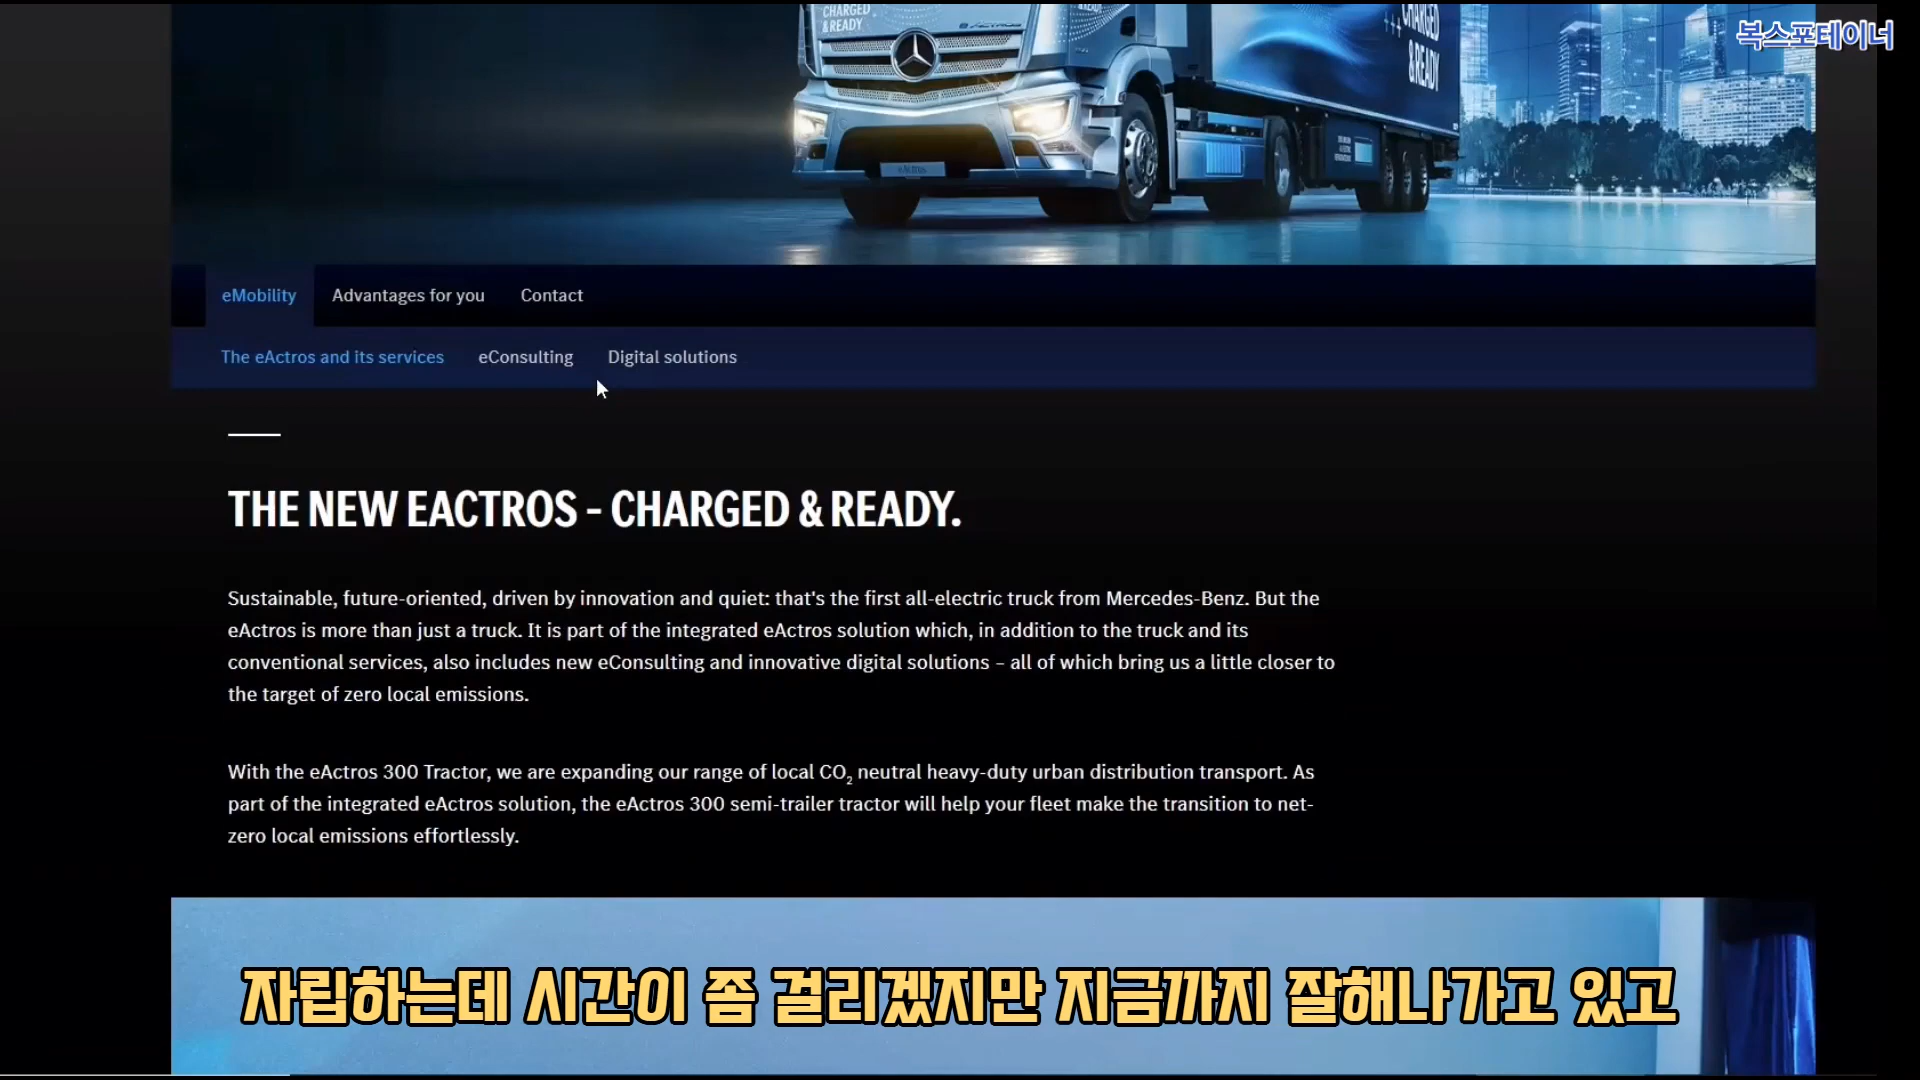 CHARGED
& READY
CHARGED
& READY
복스포테이너
eActros
eMobility
Advantages for you
Contact
The eActros and its services
eConsulting
Digital solutions
THE NEW EACTROS – CHARGED & READY.
Sustainable, future-oriented, driven by innovation and quiet: that's the first all-electric truck from Mercedes-Benz. But the
eActros is more than just a truck. It is part of the integrated eActros solution which, in addition to the truck and its
conventional services, also includes new eConsulting and innovative digital solutions – all of which bring us a little closer to
the target of zero local emissions.
With the eActros 300 Tractor, we are expanding our range of local CO₂ neutral heavy-duty urban distribution transport. As
part of the integrated eActros solution, the eActros 300 semi-trailer tractor will help your fleet make the transition to net-
zero local emissions effortlessly.
자립하는데 시간이 좀 걸리겠지만 지금까지 잘해나가고 있고